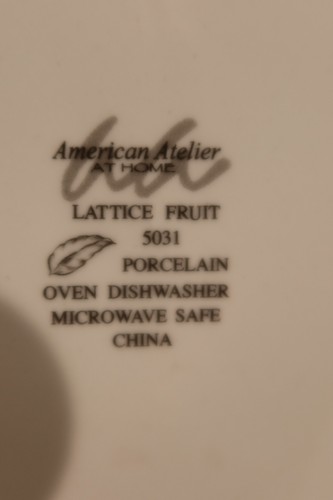 American Atelier
AT HOME
LATTICE FRUIT
5031
PORCELAIN
OVEN DISHWASHER
MICROWAVE SAFE
CHINA